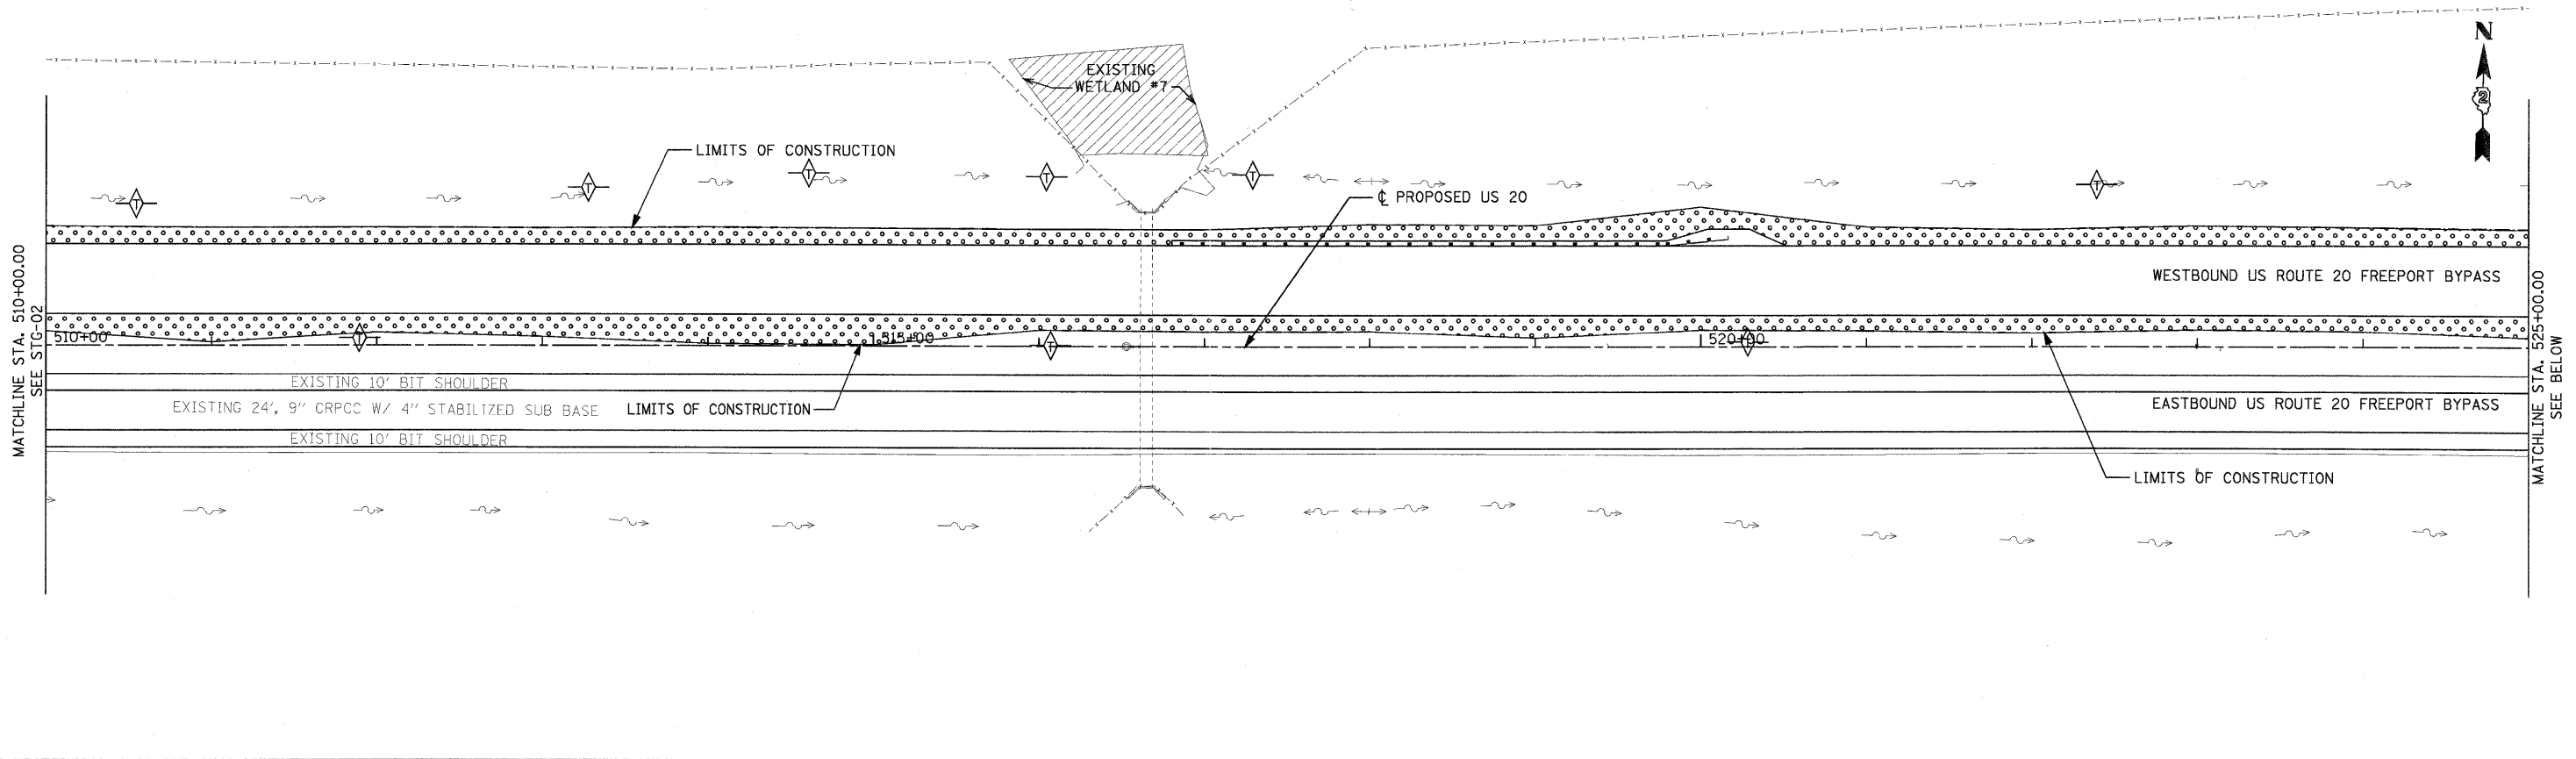 EXISTING
WETLAND #7
N
2
LIMITS OF CONSTRUCTION
T
T
T
T
T
T
℄ PROPOSED US 20
MATCHLINE STA. 510+00.00
SEE STG-02
WESTBOUND US ROUTE 20 FREEPORT BYPASS
MATCHLINE STA. 525+00.00
SEE BELOW
510+00
T
515+00
T
520+00
T
EXISTING 10' BIT SHOULDER
EXISTING 24', 9" CRPCC W/ 4" STABILIZED SUB BASE
LIMITS OF CONSTRUCTION
EASTBOUND US ROUTE 20 FREEPORT BYPASS
EXISTING 10' BIT SHOULDER
LIMITS OF CONSTRUCTION